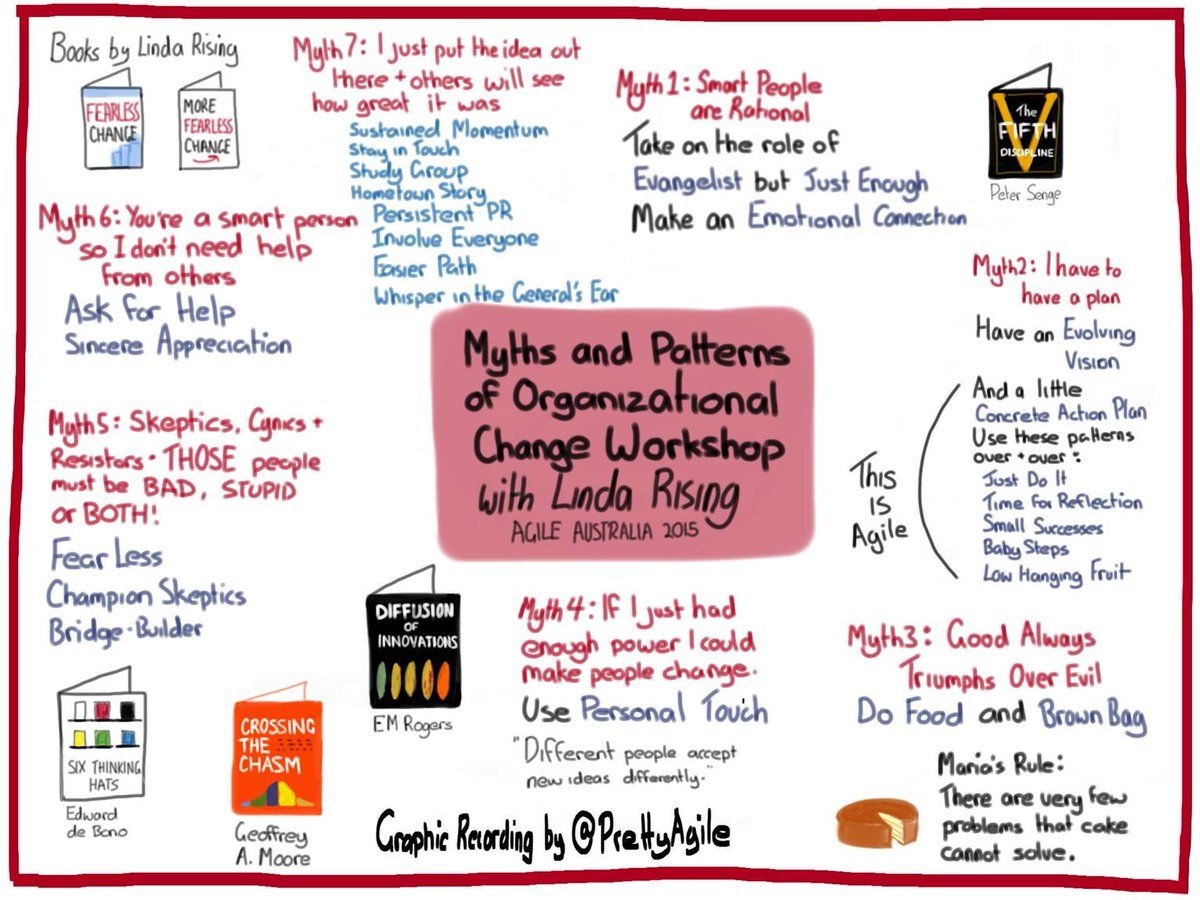 Myths and Patterns
of Organizational
Change Workshop
with Linda Rising
AGILE AUSTRALIA 2015
Myth 1: Smart People
are Rational
Take on the role of
Evangelist but Just Enough
Make an Emotional Connection
The
FIFTH
DISCIPLINE
Peter Senge
Myth 2: I have to
have a plan
Have an Evolving
Vision
And a little
Concrete Action Plan
Use these patterns
over + over:
Just Do It
Time for Reflection
Small Successes
Baby Steps
Low Hanging Fruit
This
is
Agile
Myth 3: Good Always
Triumphs Over Evil
Do Food and Brown Bag
Maria's Rule:
There are very few
problems that cake
cannot solve.
Myth 4: If I just had
enough power I could
make people change.
Use Personal Touch
"Different people accept
new ideas differently."
DIFFUSION
OF
INNOVATIONS
EM Rogers
Myth 5: Skeptics, Cynics +
Resistors. THOSE people
must be BAD, STUPID
or BOTH!
Fear Less
Champion Skeptics
Bridge-Builder
SIX THINKING
HATS
Edward
de Bono
CROSSING
THE
CHASM
Geoffrey
A. Moore
Myth 6: You're a smart person
so I don't need help
from others
Ask for Help
Sincere Appreciation
Books by Linda Rising
FEARLESS
CHANGE
MORE
FEARLESS
CHANGE
Myth 7: I just put the idea out
there + others will see
how great it was
Sustained Momentum
Stay in Touch
Study Group
Hometown Story
Persistent PR
Involve Everyone
Easier Path
Whisper in the General's Ear
Graphic Recording by @PrettyAgile